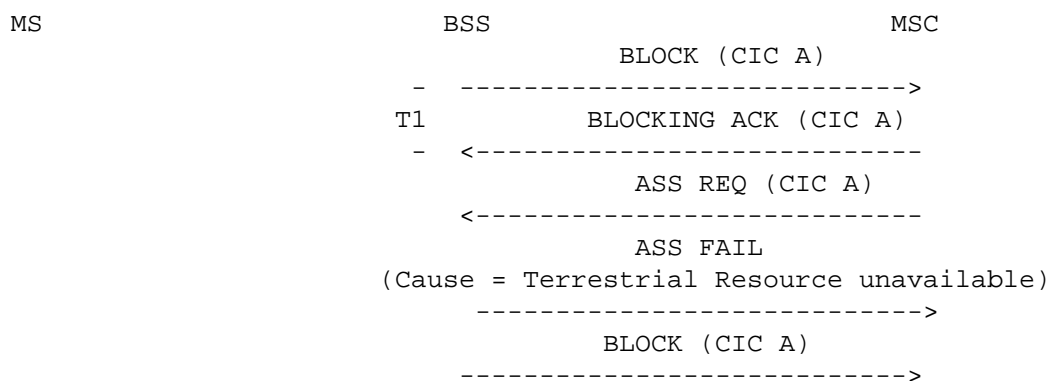 MS BSS MSC
BLOCK (CIC A)
- ---------------------------->
T1 BLOCKING ACK (CIC A)
- <----------------------------
ASS REQ (CIC A)
<----------------------------
ASS FAIL
(Cause = Terrestrial Resource unavailable)
---------------------------->
BLOCK (CIC A)
---------------------------->